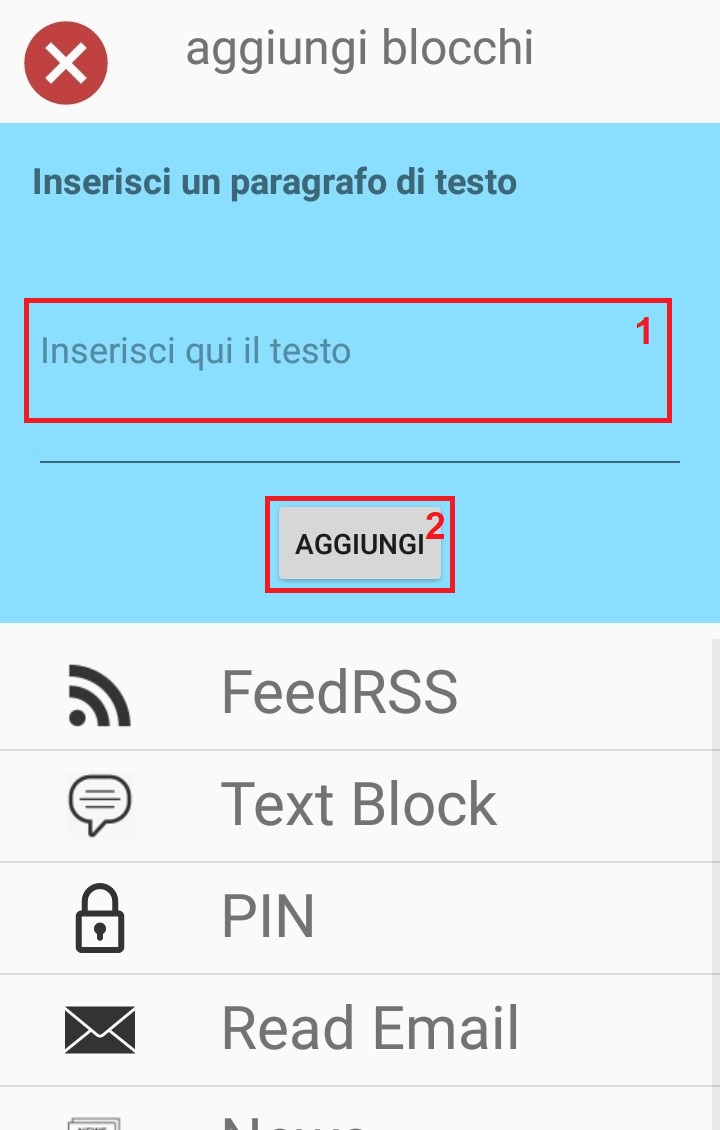 aggiungi blocchi
Inserisci un paragrafo di testo
1
Inserisci qui il testo
2
AGGIUNGI
FeedRSS
Text Block
PIN
Read Email